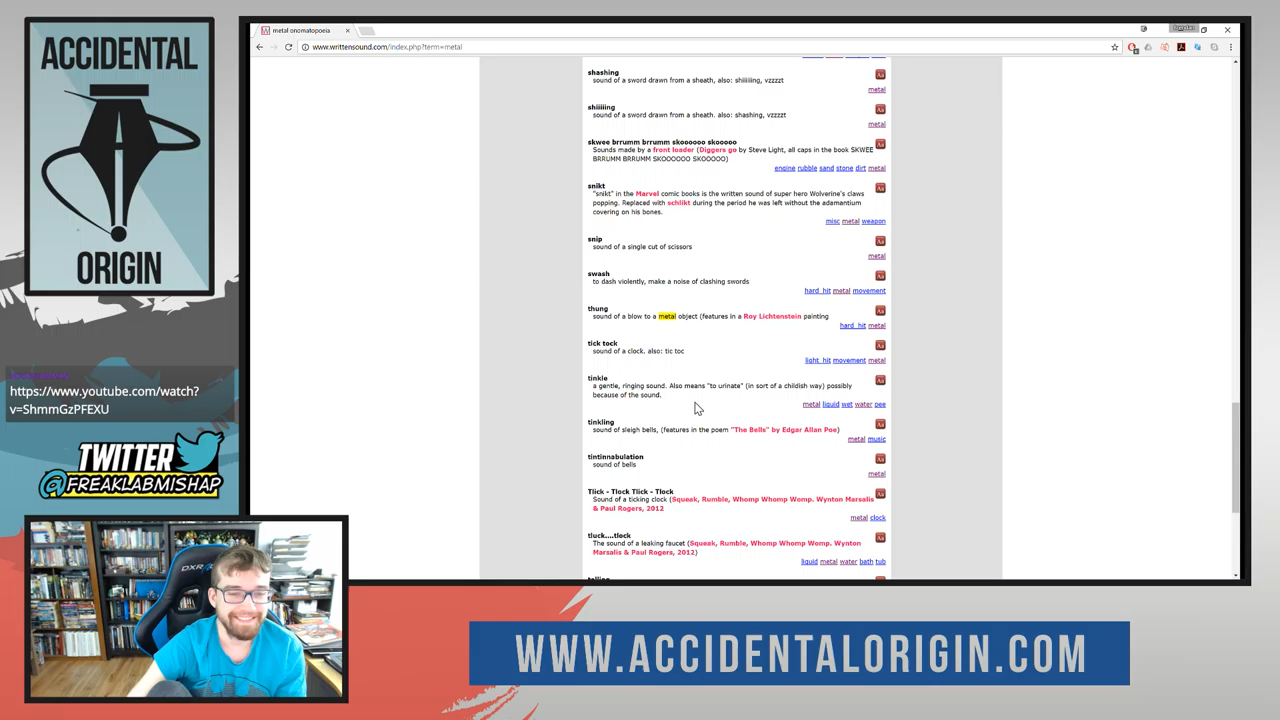 ACCIDENTAL
ORIGIN
metal onomatopoeia
www.writtensound.com/index.php?term=metal
shashing
sound of a sword drawn from a sheath, also: shiiiiiing, vzzzzt
metal
shiiiiing
sound of a sword drawn from a sheath. also: shashing, vzzzzt
metal
skwee brrumm brrumm skoooooo skooooo
Sounds made by a front loader (Diggers go by Steve Light, all caps in the book SKWEE
BRRUMM BRRUMM SKOOOOOO SKOOOOO)
engine rubble sand stone dirt metal
snikt
"snikt" in the Marvel comic books is the written sound of super hero Wolverine's claws
popping. Replaced with schlikt during the period he was left without the adamantium
covering on his bones.
misc metal weapon
snip
sound of a single cut of scissors
metal
swash
to dash violently, make a noise of clashing swords
hard_hit metal movement
thung
sound of a blow to a metal object (features in a Roy Lichtenstein painting
hard_hit metal
tick tock
sound of a clock. also: tic toc
light_hit movement metal
tinkle
a gentle, ringing sound. Also means "to urinate" (in sort of a childish way) possibly
because of the sound.
metal liquid wet water pee
tinkling
sound of sleigh bells, (features in the poem "The Bells" by Edgar Allan Poe)
metal music
tintinnabulation
sound of bells
metal
Tlick - Tlock Tlick - Tlock
Sound of a ticking clock (Squeak, Rumble, Whomp Whomp Womp. Wynton Marsalis
& Paul Rogers, 2012
metal clock
tluck....tlock
The sound of a leaking faucet (Squeak, Rumble, Whomp Whomp Womp. Wynton
Marsalis & Paul Rogers, 2012)
liquid metal water bath tub
https://www.youtube.com/watch?
v=ShmmGzPFEXU
TWITTER
@FREAKLABMISHAP
DXR
WWW.ACCIDENTALORIGIN.COM